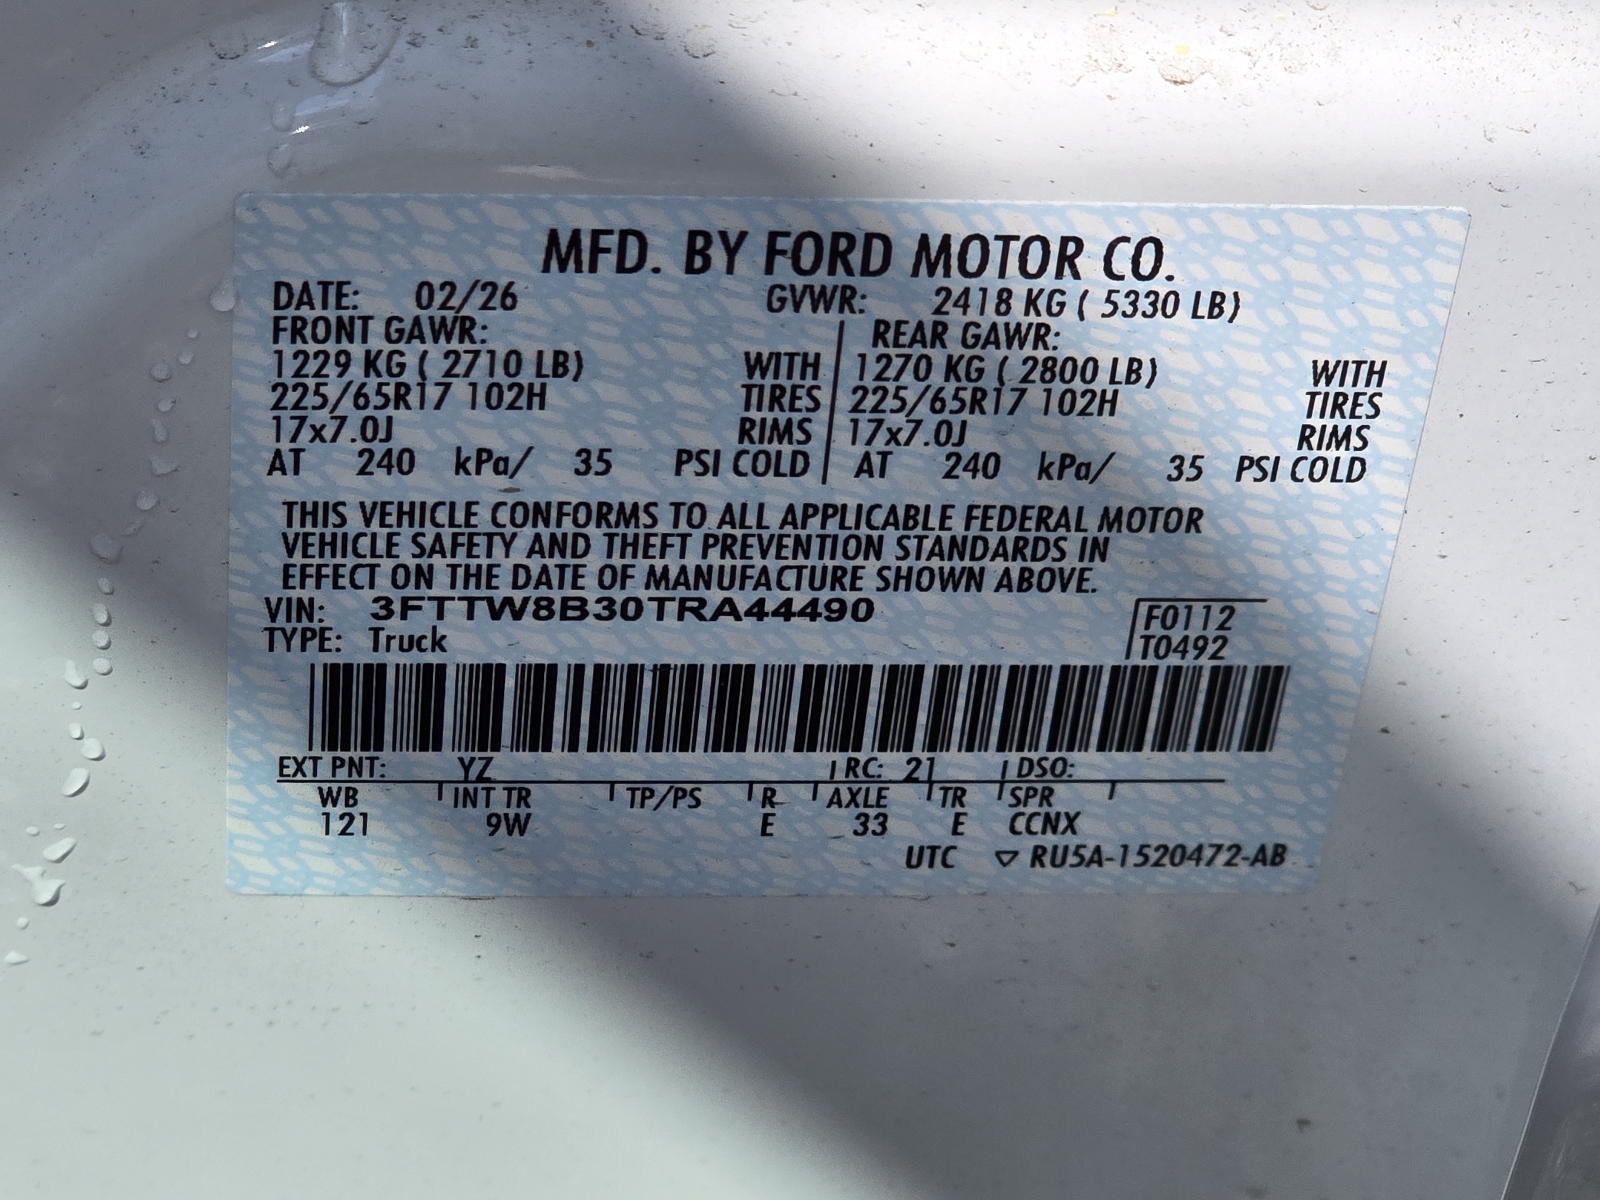 MFD. BY FORD MOTOR CO.
DATE: 02/26 GVWR: 2418 KG ( 5330 LB)
FRONT GAWR: REAR GAWR:
1229 KG ( 2710 LB) WITH 1270 KG ( 2800 LB) WITH
225/65R17 102H TIRES 225/65R17 102H TIRES
17x7.0J RIMS 17x7.0J RIMS
AT 240 kPa/ 35 PSI COLD AT 240 kPa/ 35 PSI COLD
THIS VEHICLE CONFORMS TO ALL APPLICABLE FEDERAL MOTOR
VEHICLE SAFETY AND THEFT PREVENTION STANDARDS IN
EFFECT ON THE DATE OF MANUFACTURE SHOWN ABOVE.
VIN: 3FTTW8B30TRA44490 F0112
TYPE: Truck T0492
EXT PNT: YZ RC: 21 DSO:
WB INT TR TP/PS R AXLE TR SPR
121 9W E 33 E CCNX
UTC ▽ RU5A-1520472-AB